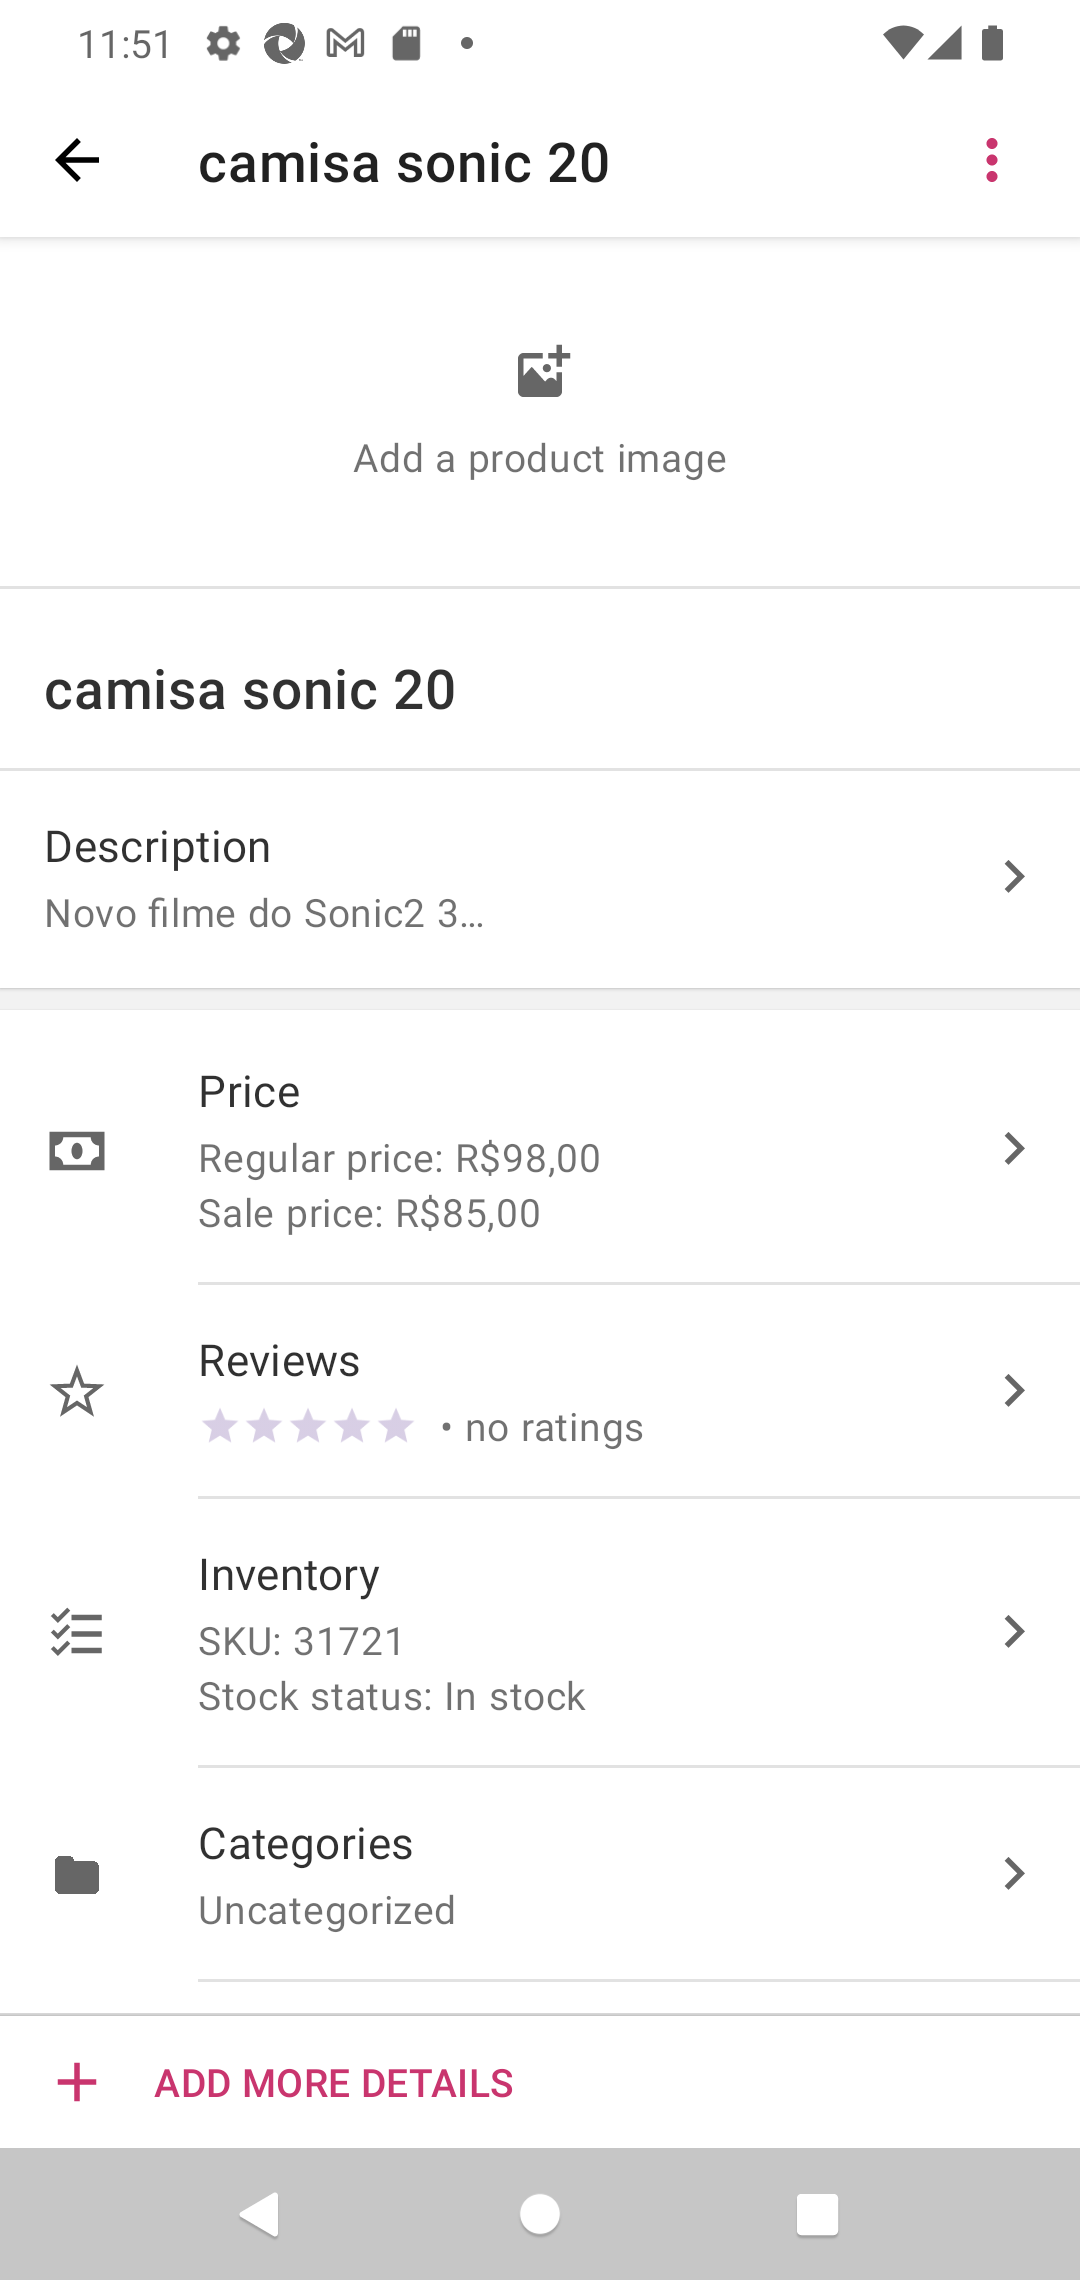 11:51
camisa sonic 20
Add a product image
camisa sonic 20
Description
Novo filme do Sonic2 3…
Price
Regular price: R$98,00
Sale price: R$85,00
Reviews
• no ratings
Inventory
SKU: 31721
Stock status: In stock
Categories
Uncategorized
ADD MORE DETAILS